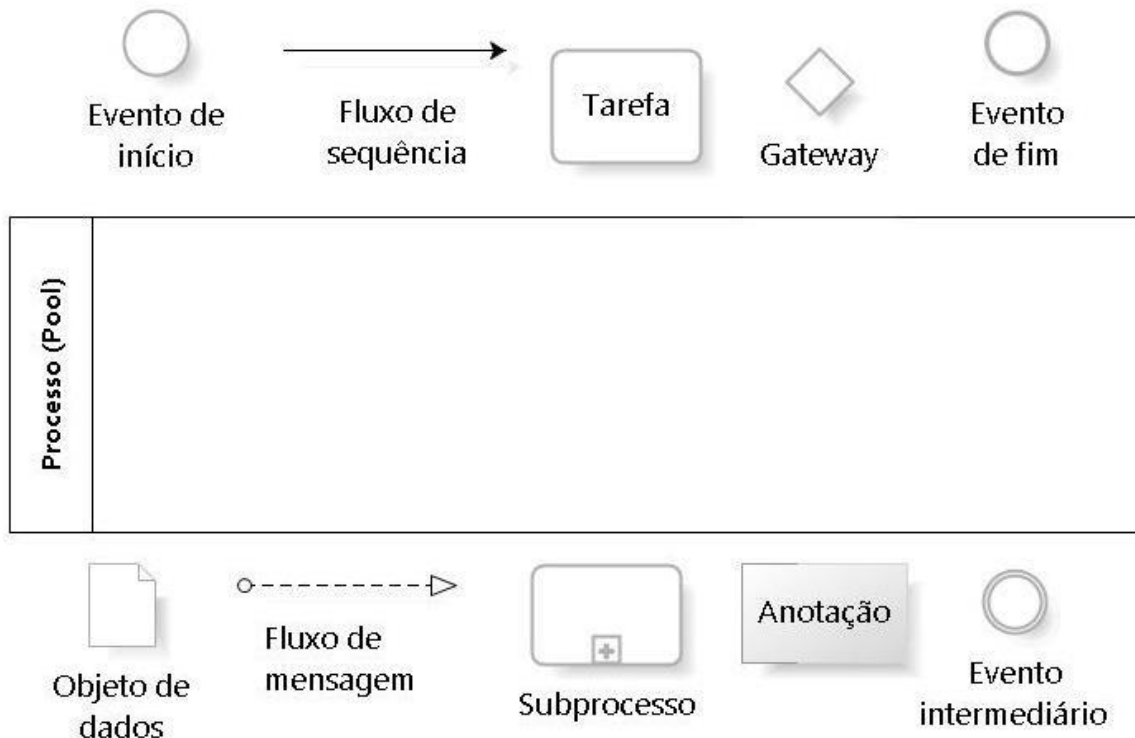 Evento de
início
Fluxo de
sequência
Tarefa
Gateway
Evento
de fim
Processo (Pool)
Objeto de
dados
Fluxo de
mensagem
Subprocesso
Anotação
Evento
intermediário